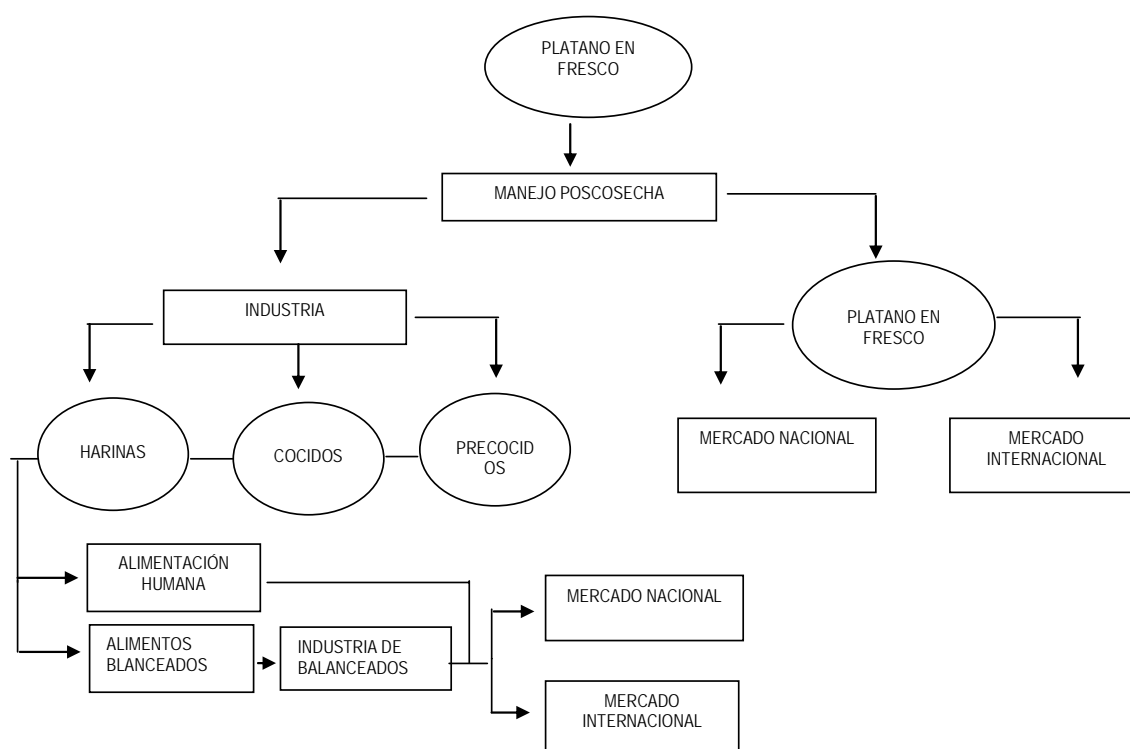 PLATANO EN
FRESCO
MANEJO POSCOSECHA
INDUSTRIA
PLATANO EN
FRESCO
HARINAS
COCIDOS
PRECOCID
OS
MERCADO NACIONAL
MERCADO
INTERNACIONAL
ALIMENTACIÓN
HUMANA
MERCADO NACIONAL
ALIMENTOS
BLANCEADOS
INDUSTRIA DE
BALANCEADOS
MERCADO
INTERNACIONAL